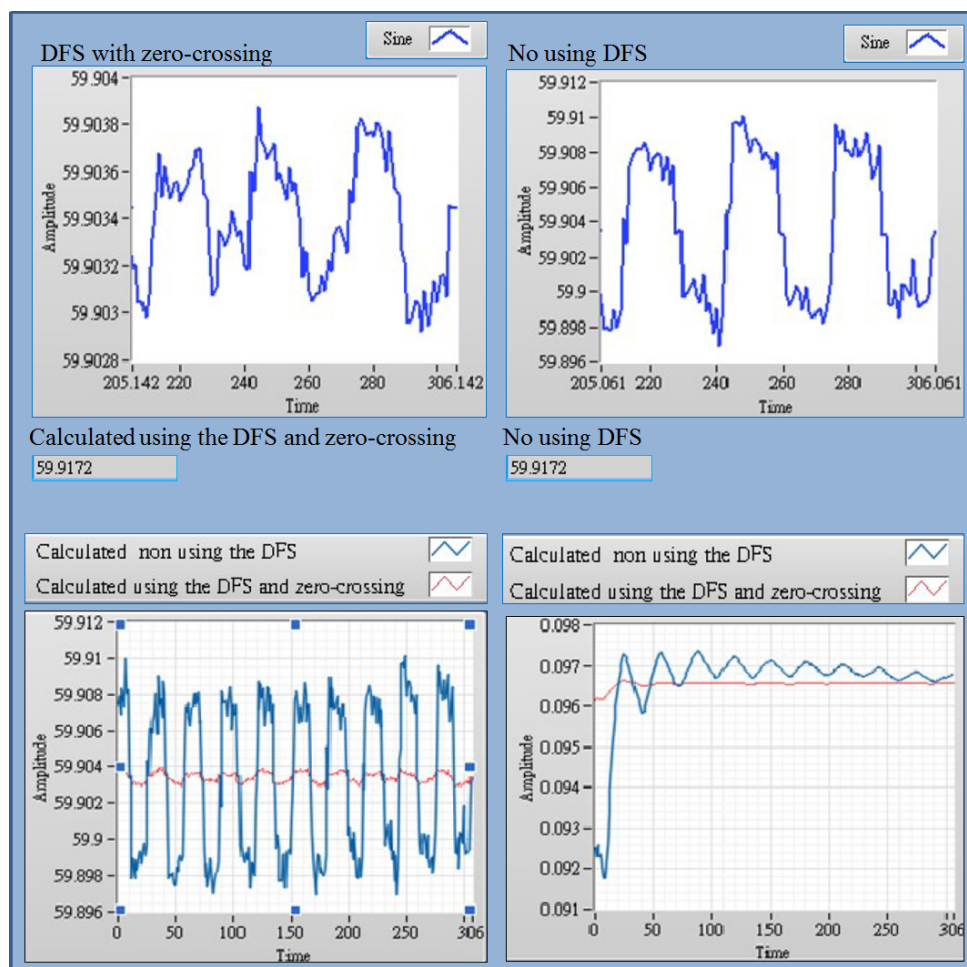 DFS with zero-crossing
Sine
59.904
59.9038
59.9036
59.9034
59.9032
59.903
59.9028
Amplitude
205.142 220 240 260 280 306.142
Time
No using DFS
Sine
59.912
59.91
59.908
59.906
59.904
59.902
59.9
59.898
59.896
Amplitude
205.061 220 240 260 280 306.061
Time
Calculated using the DFS and zero-crossing
59.9172
No using DFS
59.9172
Calculated non using the DFS
Calculated using the DFS and zero-crossing
59.912
59.91
59.908
59.906
59.904
59.902
59.9
59.898
59.896
Amplitude
0 50 100 150 200 250 306
Time
Calculated non using the DFS
Calculated using the DFS and zero-crossing
0.098
0.097
0.096
0.095
0.094
0.093
0.092
0.091
Amplitude
0 50 100 150 200 250 306
Time